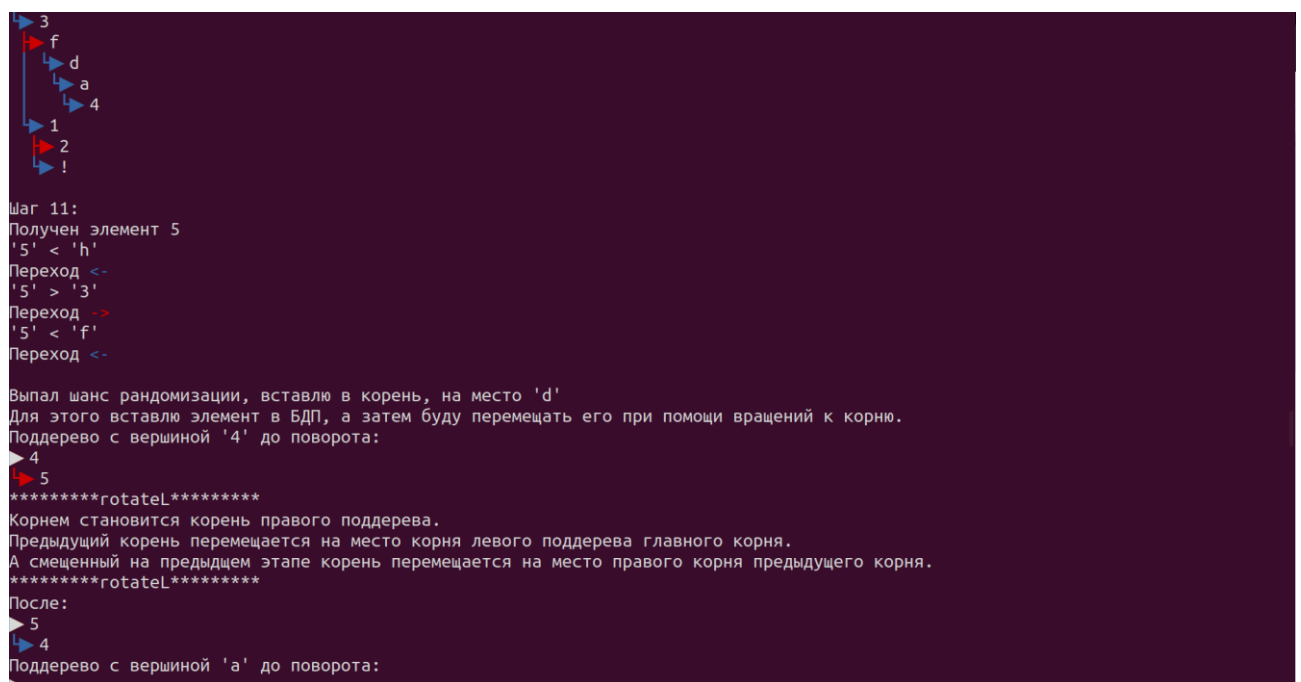 3
f
d
a
4
1
2
!
Шаг 11:
Получен элемент 5
'5' < 'h'
Переход <-
'5' > '3'
Переход ->
'5' < 'f'
Переход <-
Выпал шанс рандомизации, вставлю в корень, на место 'd'
Для этого вставлю элемент в БДП, а затем буду перемещать его при помощи вращений к корню.
Поддерево с вершиной '4' до поворота:
4
5
*********rotateL*********
Корнем становится корень правого поддерева.
Предыдущий корень перемещается на место корня левого поддерева главного корня.
А смещенный на предыдщем этапе корень перемещается на место правого корня предыдущего корня.
*********rotateL*********
После:
5
4
Поддерево с вершиной 'a' до поворота: